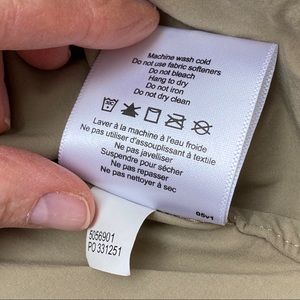 Machine wash cold
Do not use fabric softeners
Do not bleach
Hang to dry
Do not iron
Do not dry clean
Laver à la machine à l'eau froide
Ne pas utiliser d'assouplissant à textile
Ne pas javelliser
Suspendre pour sécher
Ne pas repasser
Ne pas nettoyer à sec
05v1
5056901
PO 331251